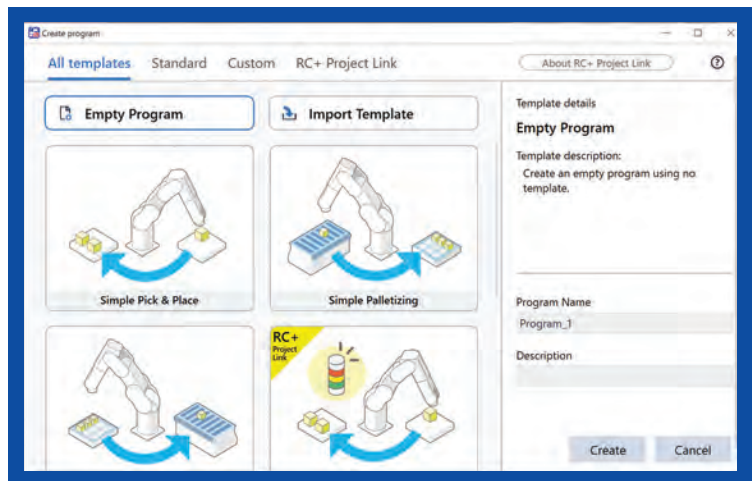 Create program
All templates Standard Custom RC+ Project Link
About RC+ Project Link
Empty Program
Import Template
Simple Pick & Place
Simple Palletizing
RC+
Project
Link
Template details
Empty Program
Template description:
Create an empty program using no
template.
Program Name
Program_1
Description
Create Cancel